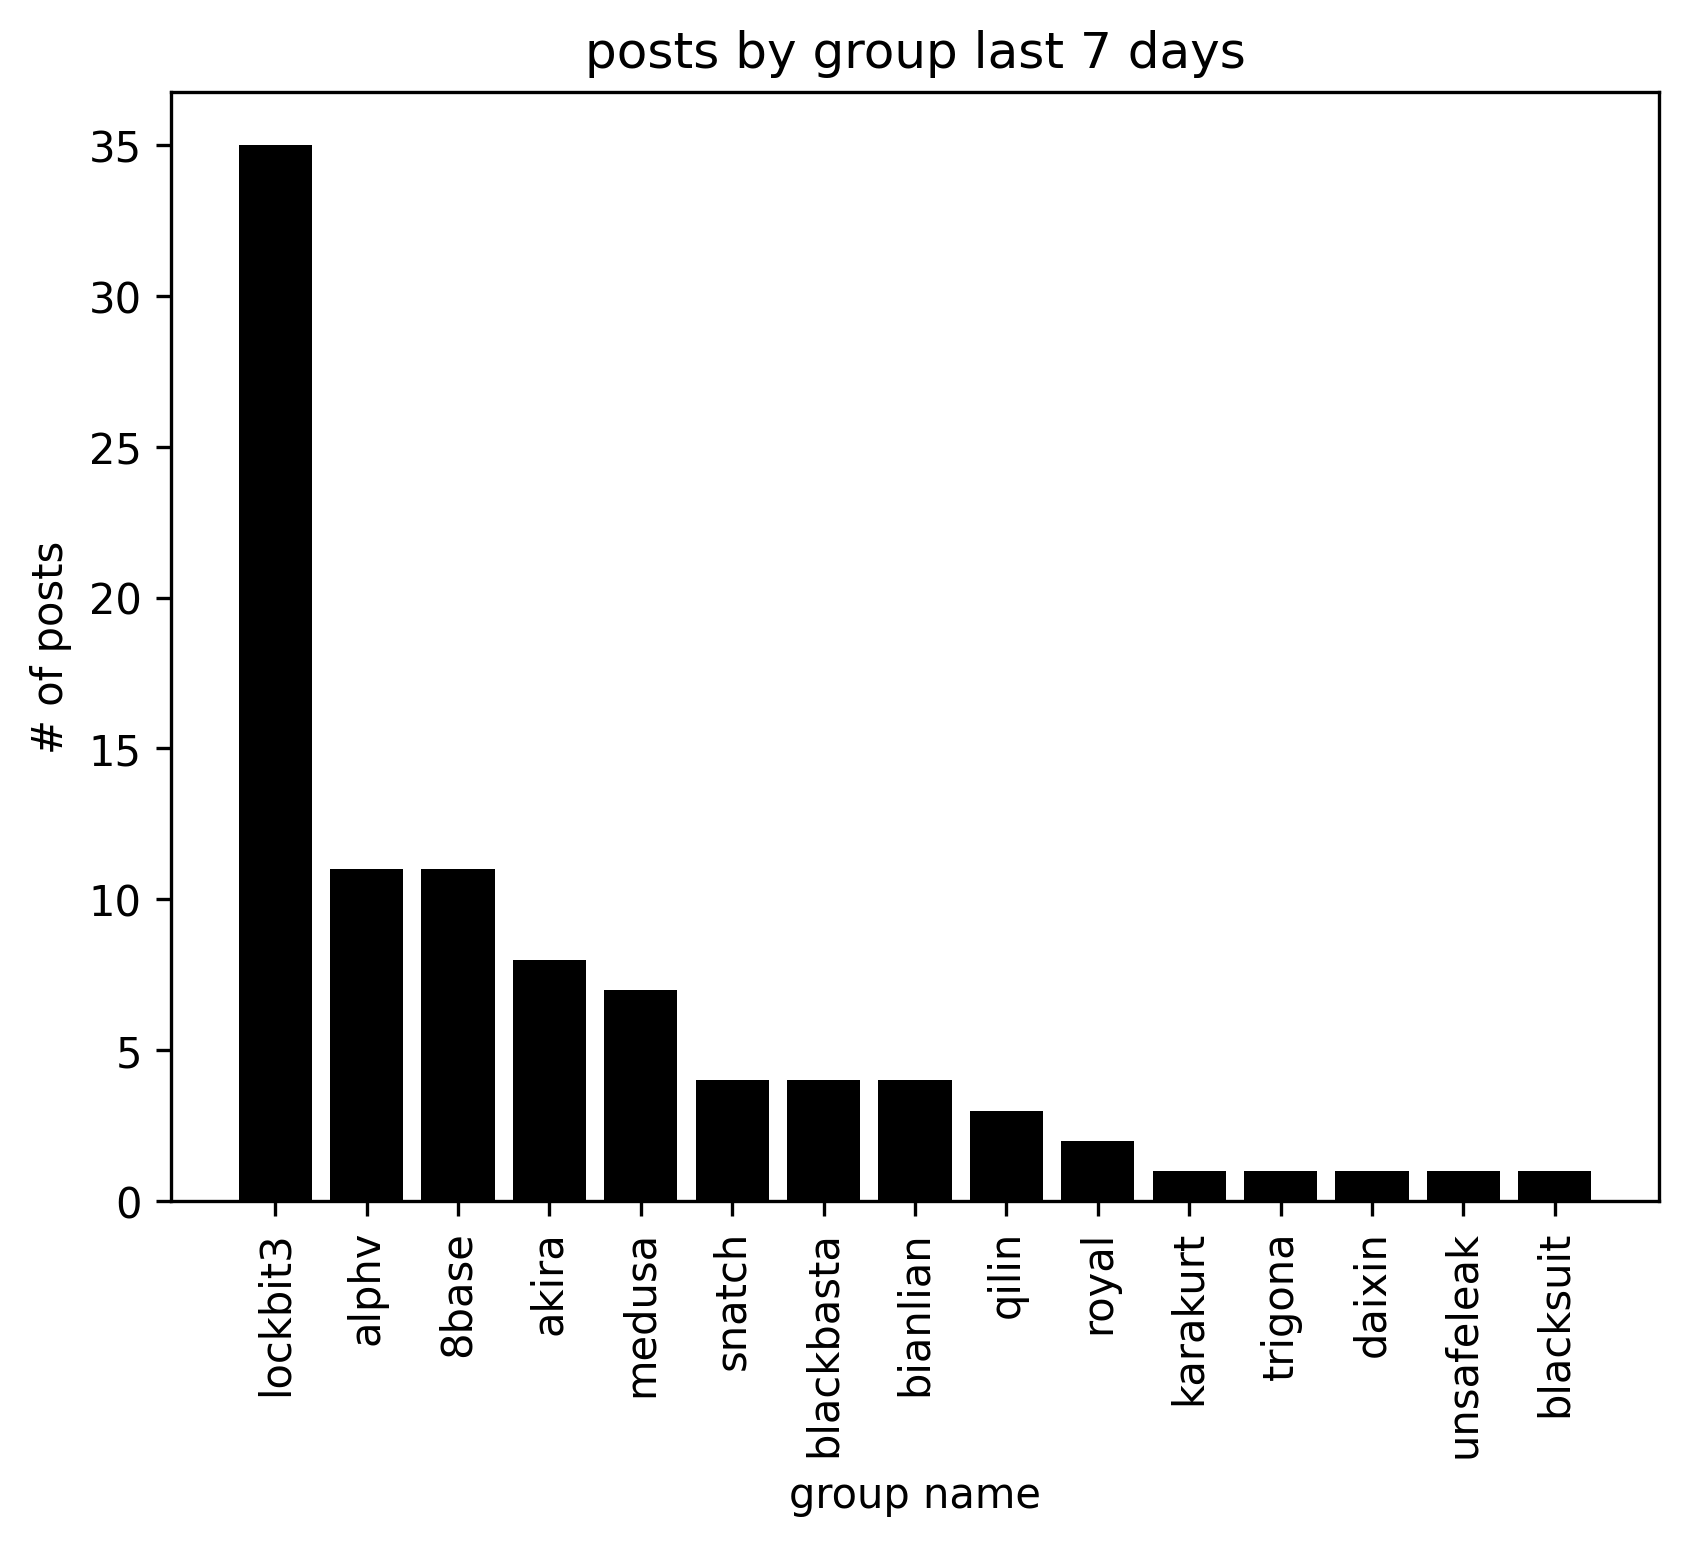 posts by group last 7 days
# of posts
35
30
25
20
15
10
5
0
lockbit3
alphv
8base
akira
medusa
snatch
blackbasta
bianlian
qilin
royal
karakurt
trigona
daixin
unsafeleak
blacksuit
group name